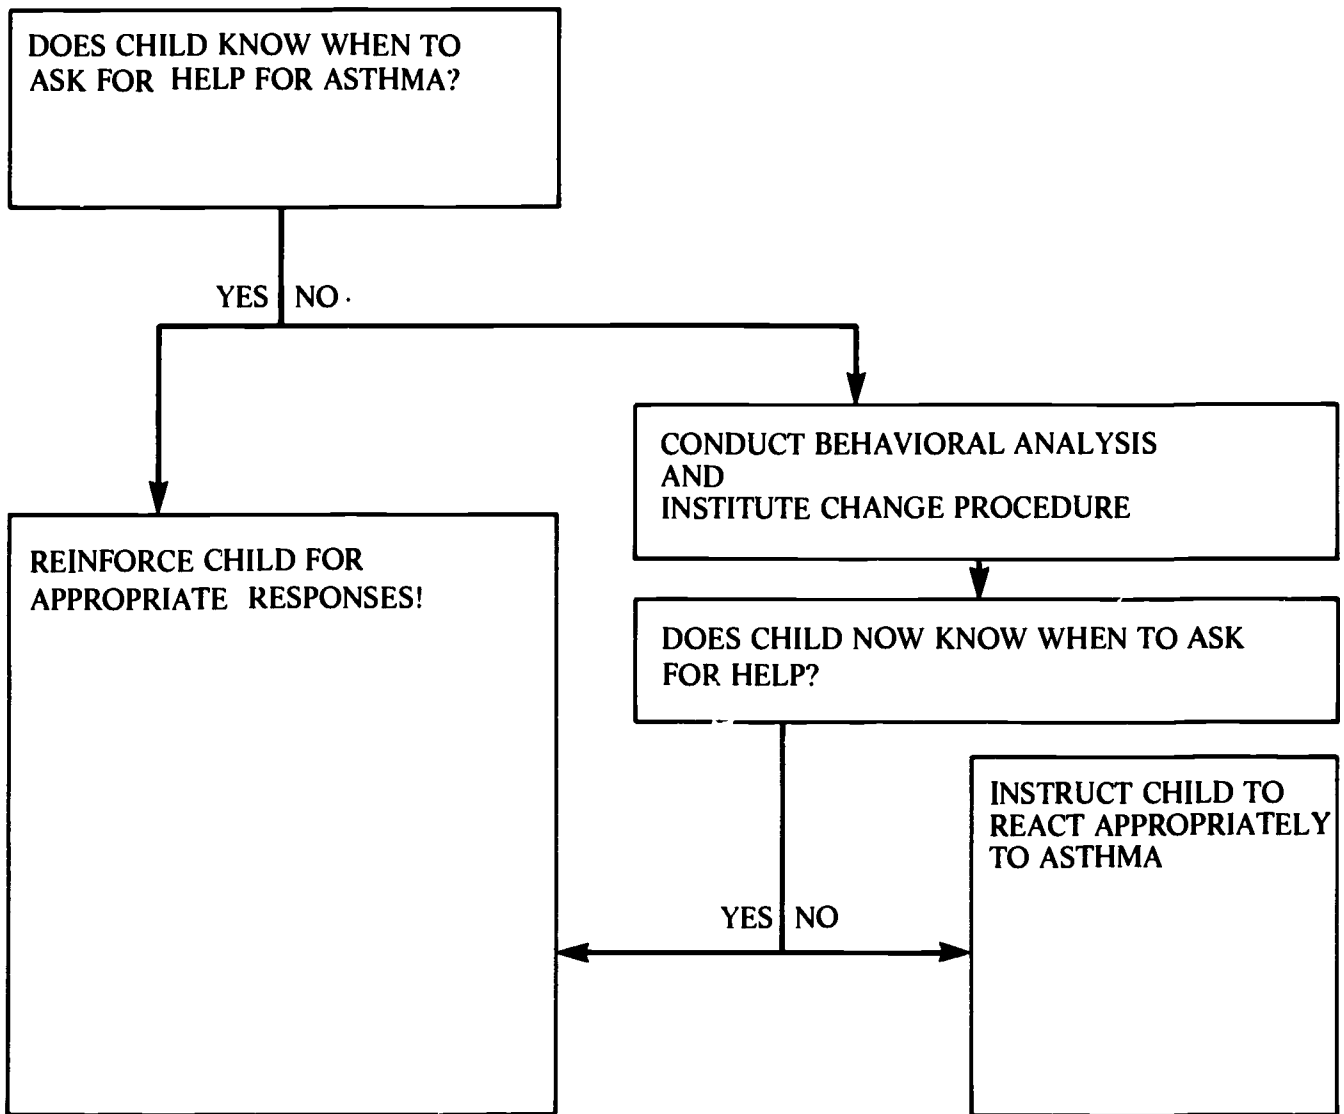 DOES CHILD KNOW WHEN TO
ASK FOR HELP FOR ASTHMA?
YES NO
CONDUCT BEHAVIORAL ANALYSIS
AND
INSTITUTE CHANGE PROCEDURE
REINFORCE CHILD FOR
APPROPRIATE RESPONSES!
DOES CHILD NOW KNOW WHEN TO ASK
FOR HELP?
INSTRUCT CHILD TO
REACT APPROPRIATELY
TO ASTHMA
YES NO